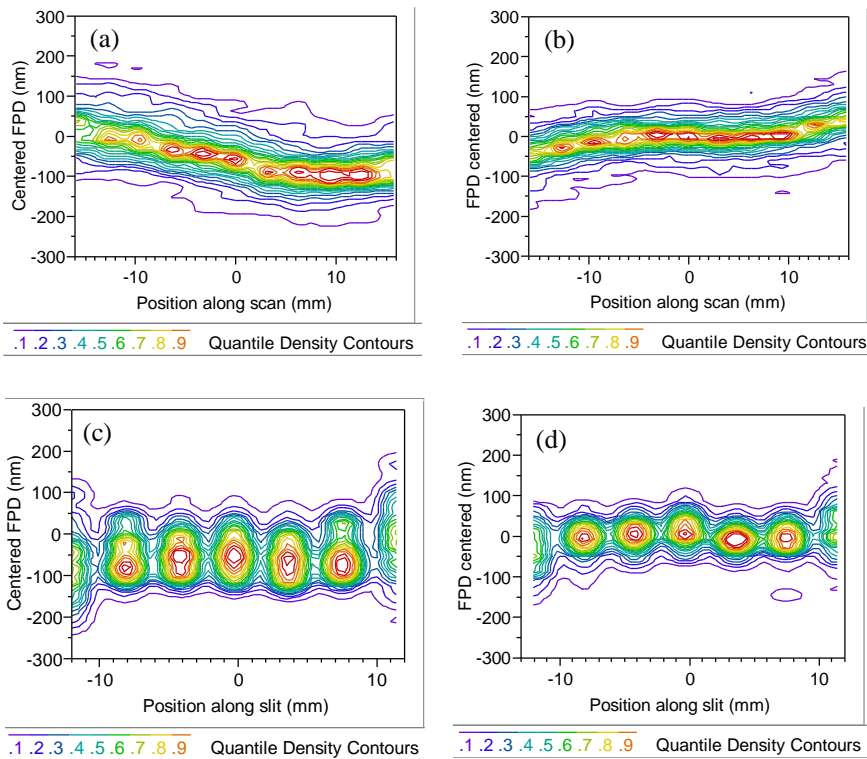 (a)
Centered FPD (nm)
300
200
100
0
-100
-200
-300
-10 0 10
Position along scan (mm)
.1 .2 .3 .4 .5 .6 .7 .8 .9 Quantile Density Contours
(b)
FPD centered (nm)
300
200
100
0
-100
-200
-300
-10 0 10
Position along scan (mm)
.1 .2 .3 .4 .5 .6 .7 .8 .9 Quantile Density Contours
(c)
Centered FPD (nm)
300
200
100
0
-100
-200
-300
-10 0 10
Position along slit (mm)
.1 .2 .3 .4 .5 .6 .7 .8 .9 Quantile Density Contours
(d)
FPD centered (nm)
300
200
100
0
-100
-200
-300
-10 0 10
Position along slit (mm)
.1 .2 .3 .4 .5 .6 .7 .8 .9 Quantile Density Contours